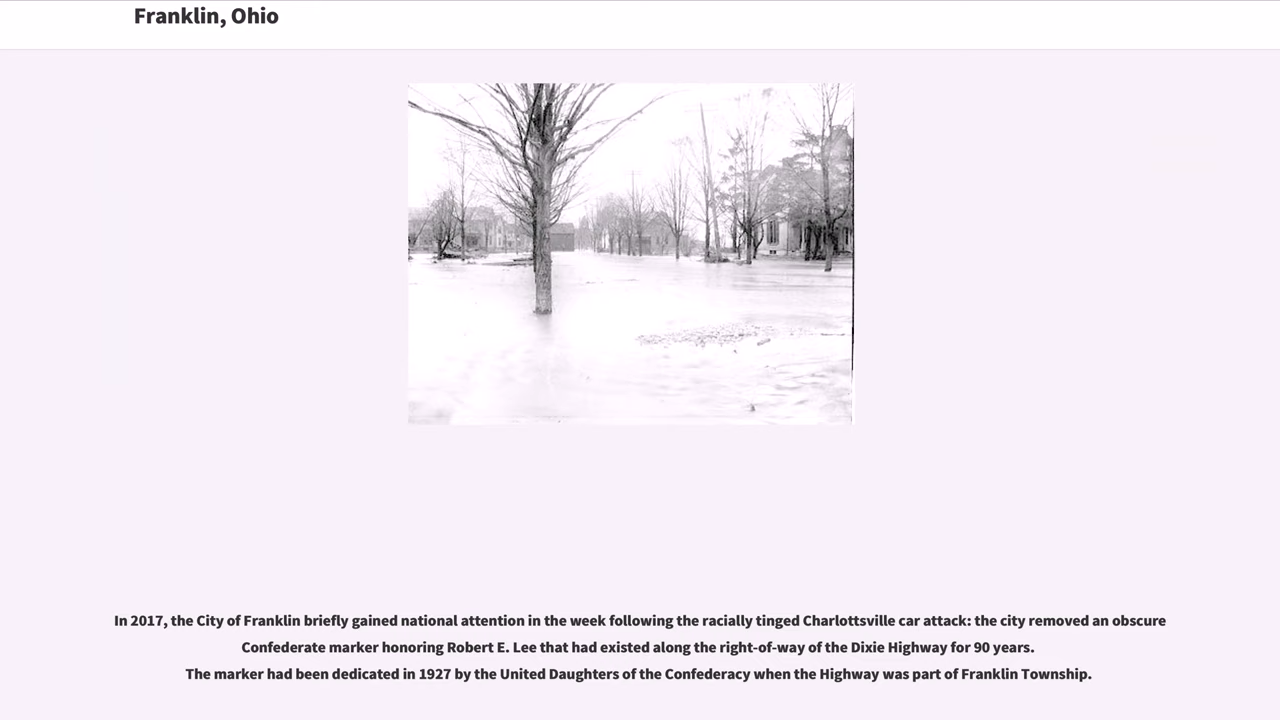 Franklin, Ohio
In 2017, the City of Franklin briefly gained national attention in the week following the racially tinged Charlottsville car attack: the city removed an obscure
Confederate marker honoring Robert E. Lee that had existed along the right-of-way of the Dixie Highway for 90 years.
The marker had been dedicated in 1927 by the United Daughters of the Confederacy when the Highway was part of Franklin Township.